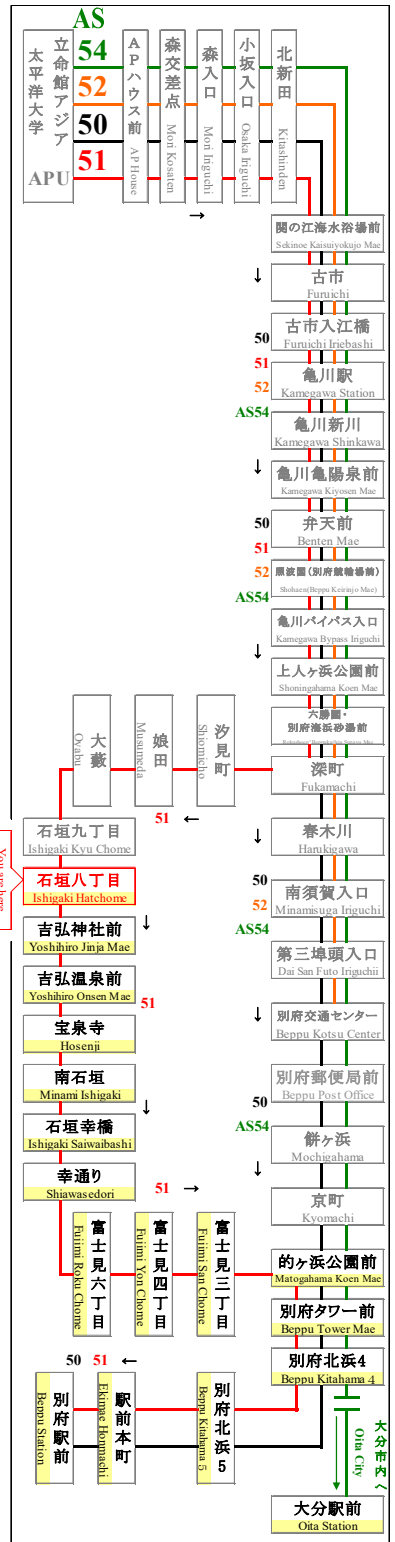 AS
54
52
50
51
立命館アジア
太平洋大学
APU
APハウス前
AP House
森交差点
Mori Kosaten
森入口
Mori Iriguchi
小坂入口
Osaka Iriguchi
北新田
Kitashinden
→
関の江海水浴場前
Sekinoe Kaisuiyokujo Mae
↓
古市
Furuichi
古市入江橋
Furuichi Iriebashi
50
51
52
AS54
亀川駅
Kamegawa Station
亀川新川
Kamegawa Shinkawa
↓
亀川亀陽泉前
Kamegawa Kiyosen Mae
50
51
52
AS54
弁天前
Benten Mae
照波園(別府競輪場前)
Shohaen(Beppu Keirinjo Mae)
亀川バイパス入口
Kamegawa Bypass Iriguchi
↓
上人ヶ浜公園前
Shoningahama Koen Mae
六勝園・
別府海浜砂場前
深町
Fukamachi
汐見町
Shiomicho
娘田
Musumeda
大藪
Oyabu
51 ←
石垣九丁目
Ishigaki Kyu Chome
You are here
石垣八丁目
Ishigaki Hatchome
吉弘神社前
Yoshihiro Jinja Mae
↓
吉弘温泉前
Yoshihiro Onsen Mae
51
宝泉寺
Hosenji
南石垣
Minami Ishigaki
↓
石垣幸橋
Ishigaki Saiwaibashi
幸通り
Shiawasedori
51 →
富士見六丁目
Fujimi Roku Chome
富士見四丁目
Fujimi Yon Chome
富士見三丁目
Fujimi San Chome
↓
春木川
Harukigawa
50
52
AS54
南須賀入口
Minamisuga Iriguchi
第三埠頭入口
Dai San Futo Iriguchii
↓
別府交通センター
Beppu Kotsu Center
別府郵便局前
Beppu Post Office
50
AS54
餅ヶ浜
Mochigahama
↓
京町
Kyomachi
的ヶ浜公園前
Matogahama Koen Mae
別府タワー前
Beppu Tower Mae
別府北浜4
Beppu Kitahama 4
50 51 ←
別府北浜5
Beppu Kitahama 5
駅前本町
Ekimae Honmachi
別府駅前
Beppu Station
大分市内へ
Oita City
↓
大分駅前
Oita Station